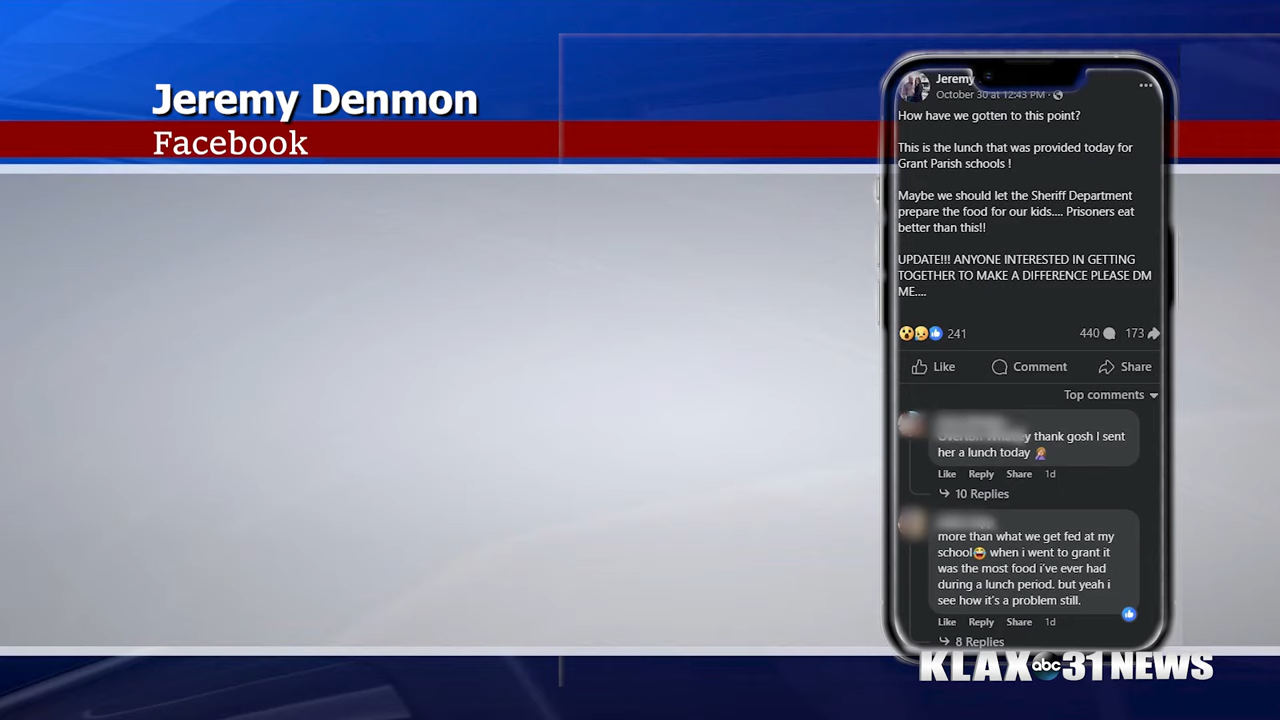 Jeremy Denmon
Facebook
Jeremy
October 30 at 12:43 PM
How have we gotten to this point?
This is the lunch that was provided today for
Grant Parish schools !
Maybe we should let the Sheriff Department
prepare the food for our kids.... Prisoners eat
better than this!!
UPDATE!!! ANYONE INTERESTED IN GETTING
TOGETHER TO MAKE A DIFFERENCE PLEASE DM
ME....
241
440
173
Like
Comment
Share
Top comments
thank gosh I sent
her a lunch today
Like Reply Share 1d
10 Replies
more than what we get fed at my
school😂 when i went to grant it
was the most food i've ever had
during a lunch period. but yeah i
see how it's a problem still.
Like Reply Share 1d
8 Replies
KLAX abc 31 NEWS